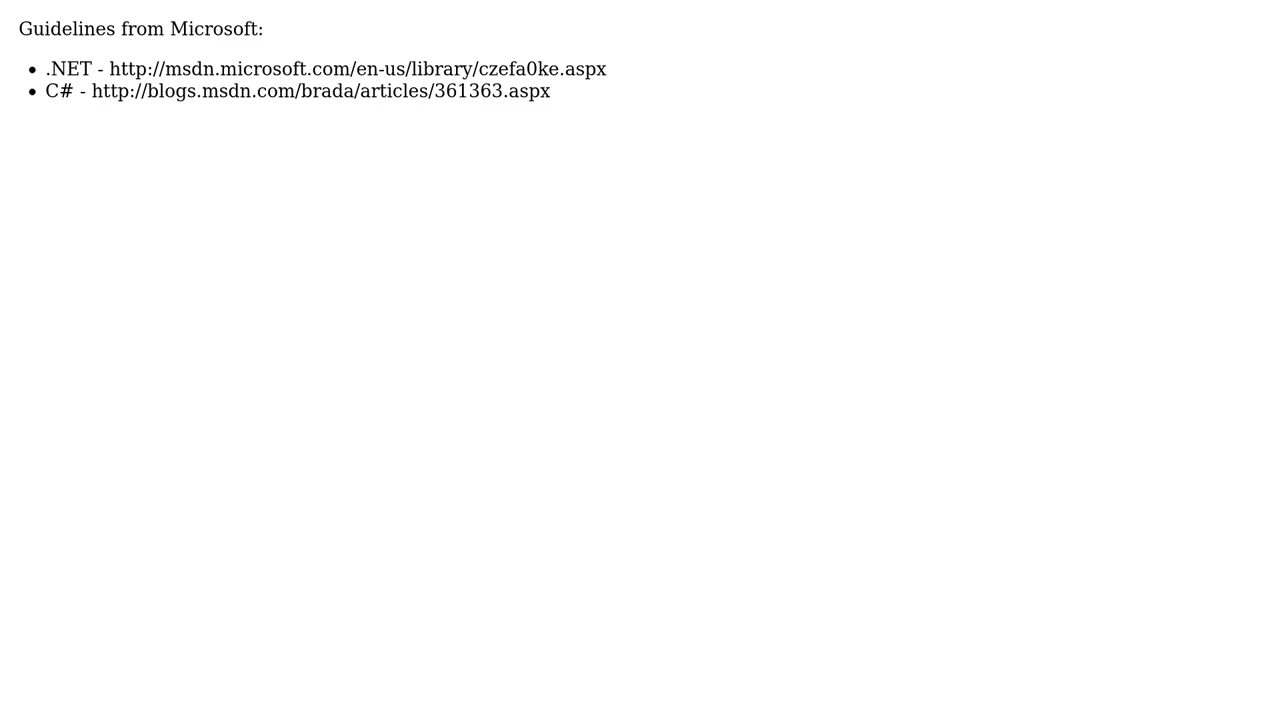 Guidelines from Microsoft:
• .NET - http://msdn.microsoft.com/en-us/library/czefa0ke.aspx
• C# - http://blogs.msdn.com/brada/articles/361363.aspx